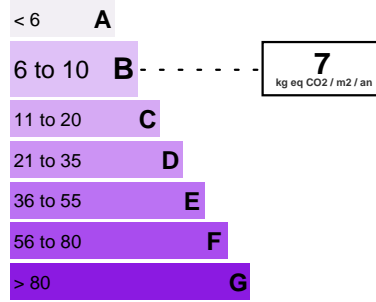 < 6 A
6 to 10 B - - - - - - - 7
kg eq CO2 / m2 / an
11 to 20 C
21 to 35 D
36 to 55 E
56 to 80 F
> 80 G